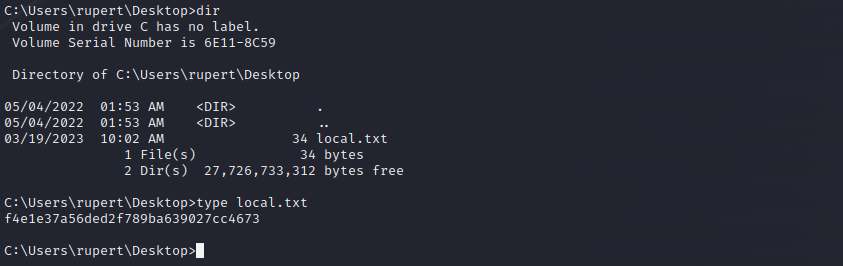 C:\Users\rupert\Desktop>dir
Volume in drive C has no label.
Volume Serial Number is 6E11-8C59
Directory of C:\Users\rupert\Desktop
05/04/2022 01:53 AM <DIR> .
05/04/2022 01:53 AM <DIR> ..
03/19/2023 10:02 AM 34 local.txt
1 File(s) 34 bytes
2 Dir(s) 27,726,733,312 bytes free
C:\Users\rupert\Desktop>type local.txt
f4e1e37a56ded2f789ba639027cc4673
C:\Users\rupert\Desktop>